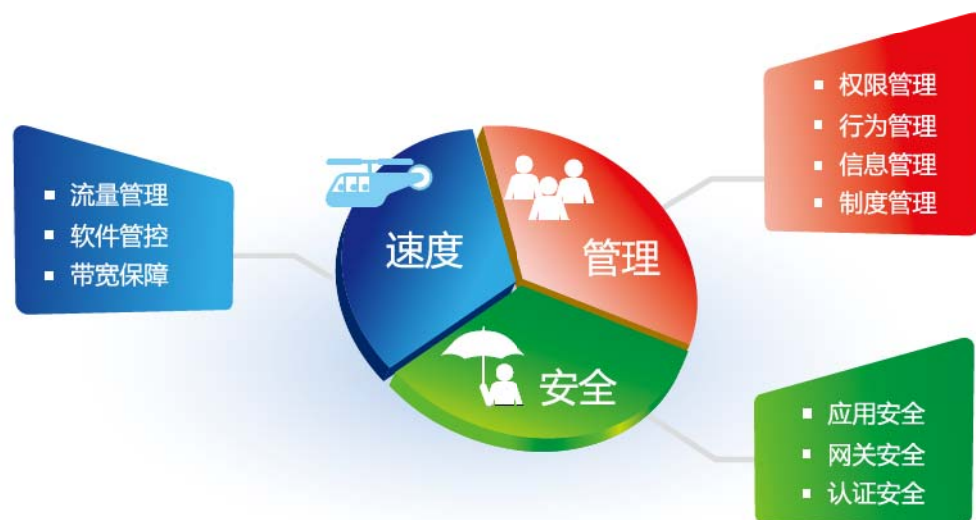 权限管理
行为管理
信息管理
制度管理
流量管理
软件管控
带宽保障
速度
管理
安全
应用安全
网关安全
认证安全